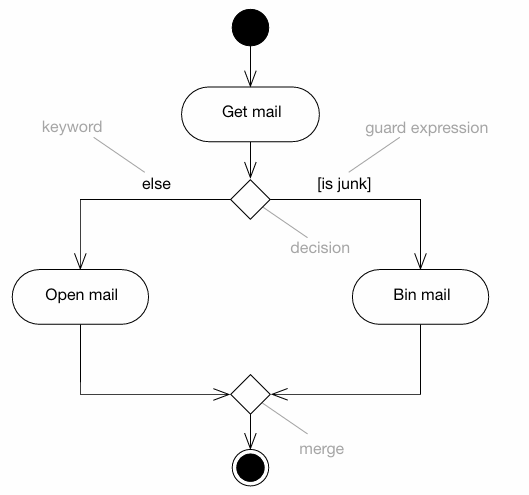 Get mail
keyword
guard expression
else
[is junk]
decision
Open mail
Bin mail
merge